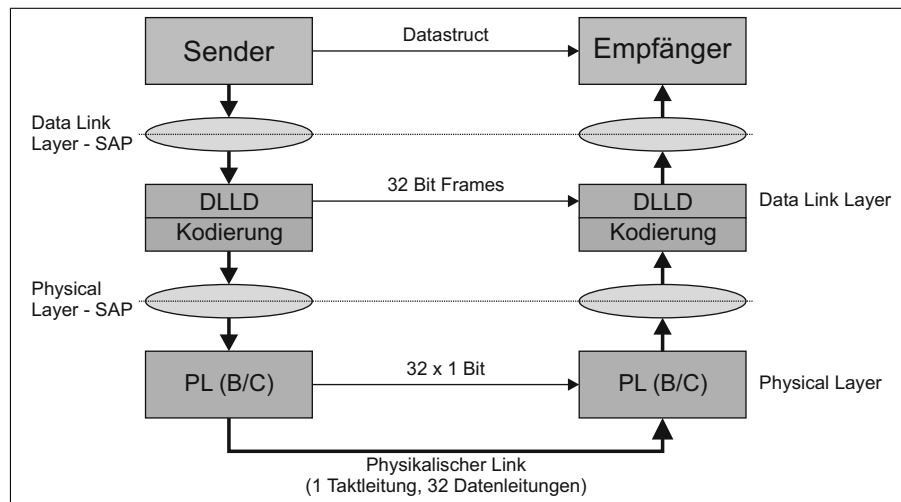 Sender
Datastruct
Empfänger
Data Link
Layer - SAP
DLLD
Kodierung
32 Bit Frames
DLLD
Kodierung
Data Link Layer
Physical
Layer - SAP
PL (B/C)
32 x 1 Bit
PL (B/C)
Physical Layer
Physikalischer Link
(1 Taktleitung, 32 Datenleitungen)